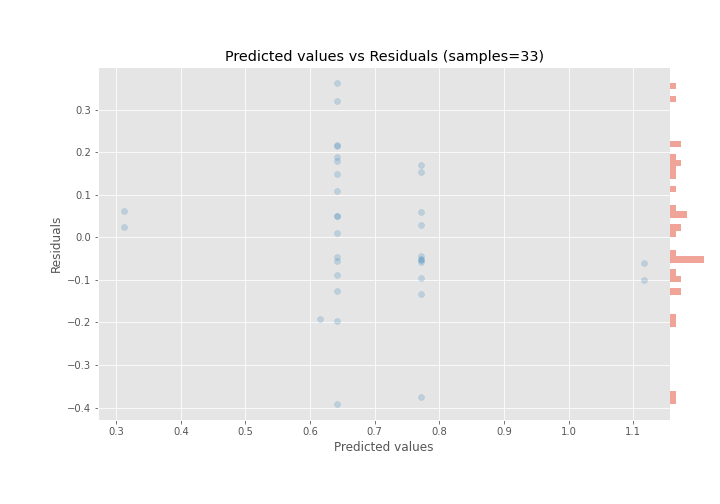 Predicted values vs Residuals (samples=33)
Residuals
0.3
0.2
0.1
0.0
−0.1
−0.2
−0.3
−0.4
0.3 0.4 0.5 0.6 0.7 0.8 0.9 1.0 1.1
Predicted values